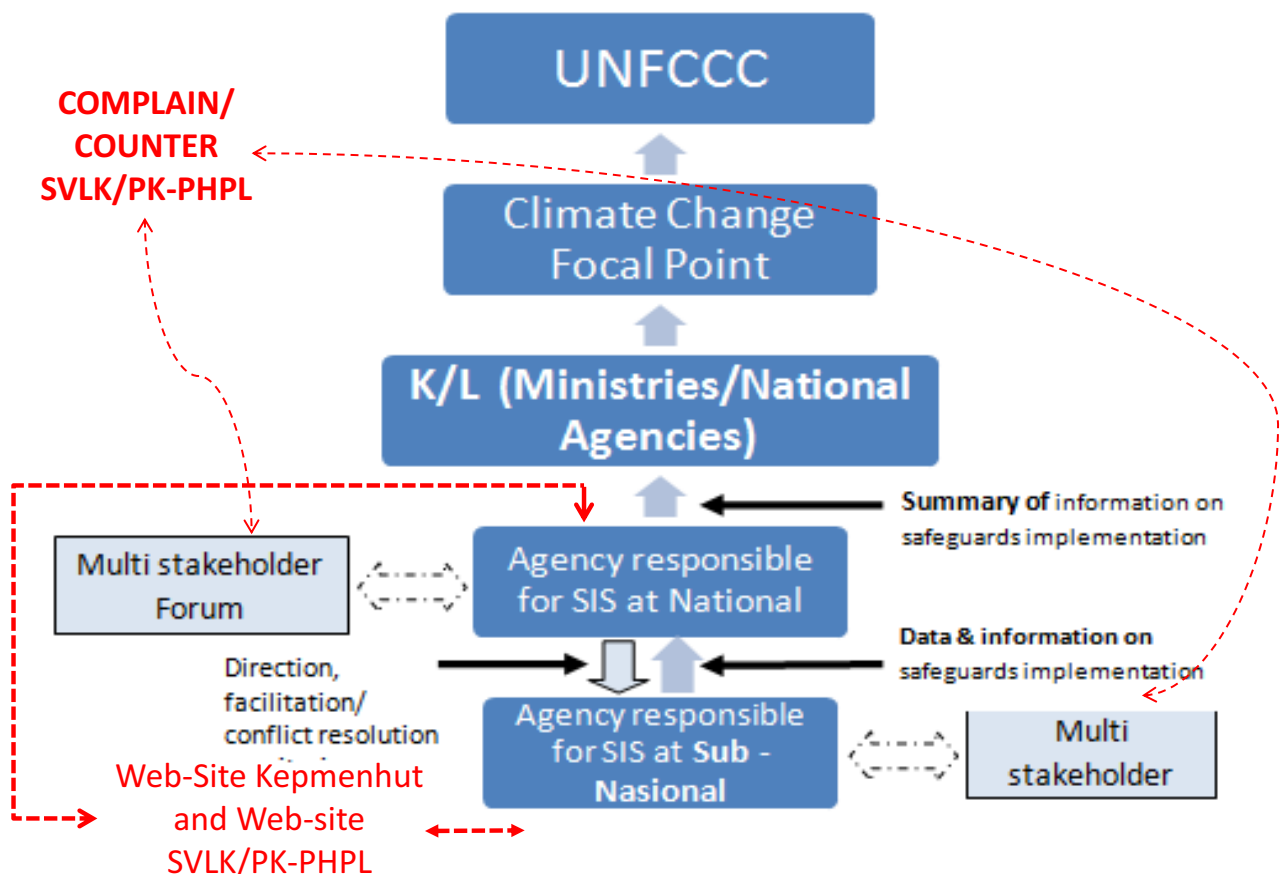 UNFCCC
COMPLAIN/
COUNTER
SVLK/PK-PHPL
Climate Change
Focal Point
K/L (Ministries/National
Agencies)
Summary of information on
safeguards implementation
Multi stakeholder
Forum
Agency responsible
for SIS at National
Data & information on
safeguards implementation
Direction,
facilitation/
conflict resolution
Agency responsible
for SIS at Sub -
Nasional
Multi
stakeholder
Web-Site Kepmenhut
and Web-site
SVLK/PK-PHPL